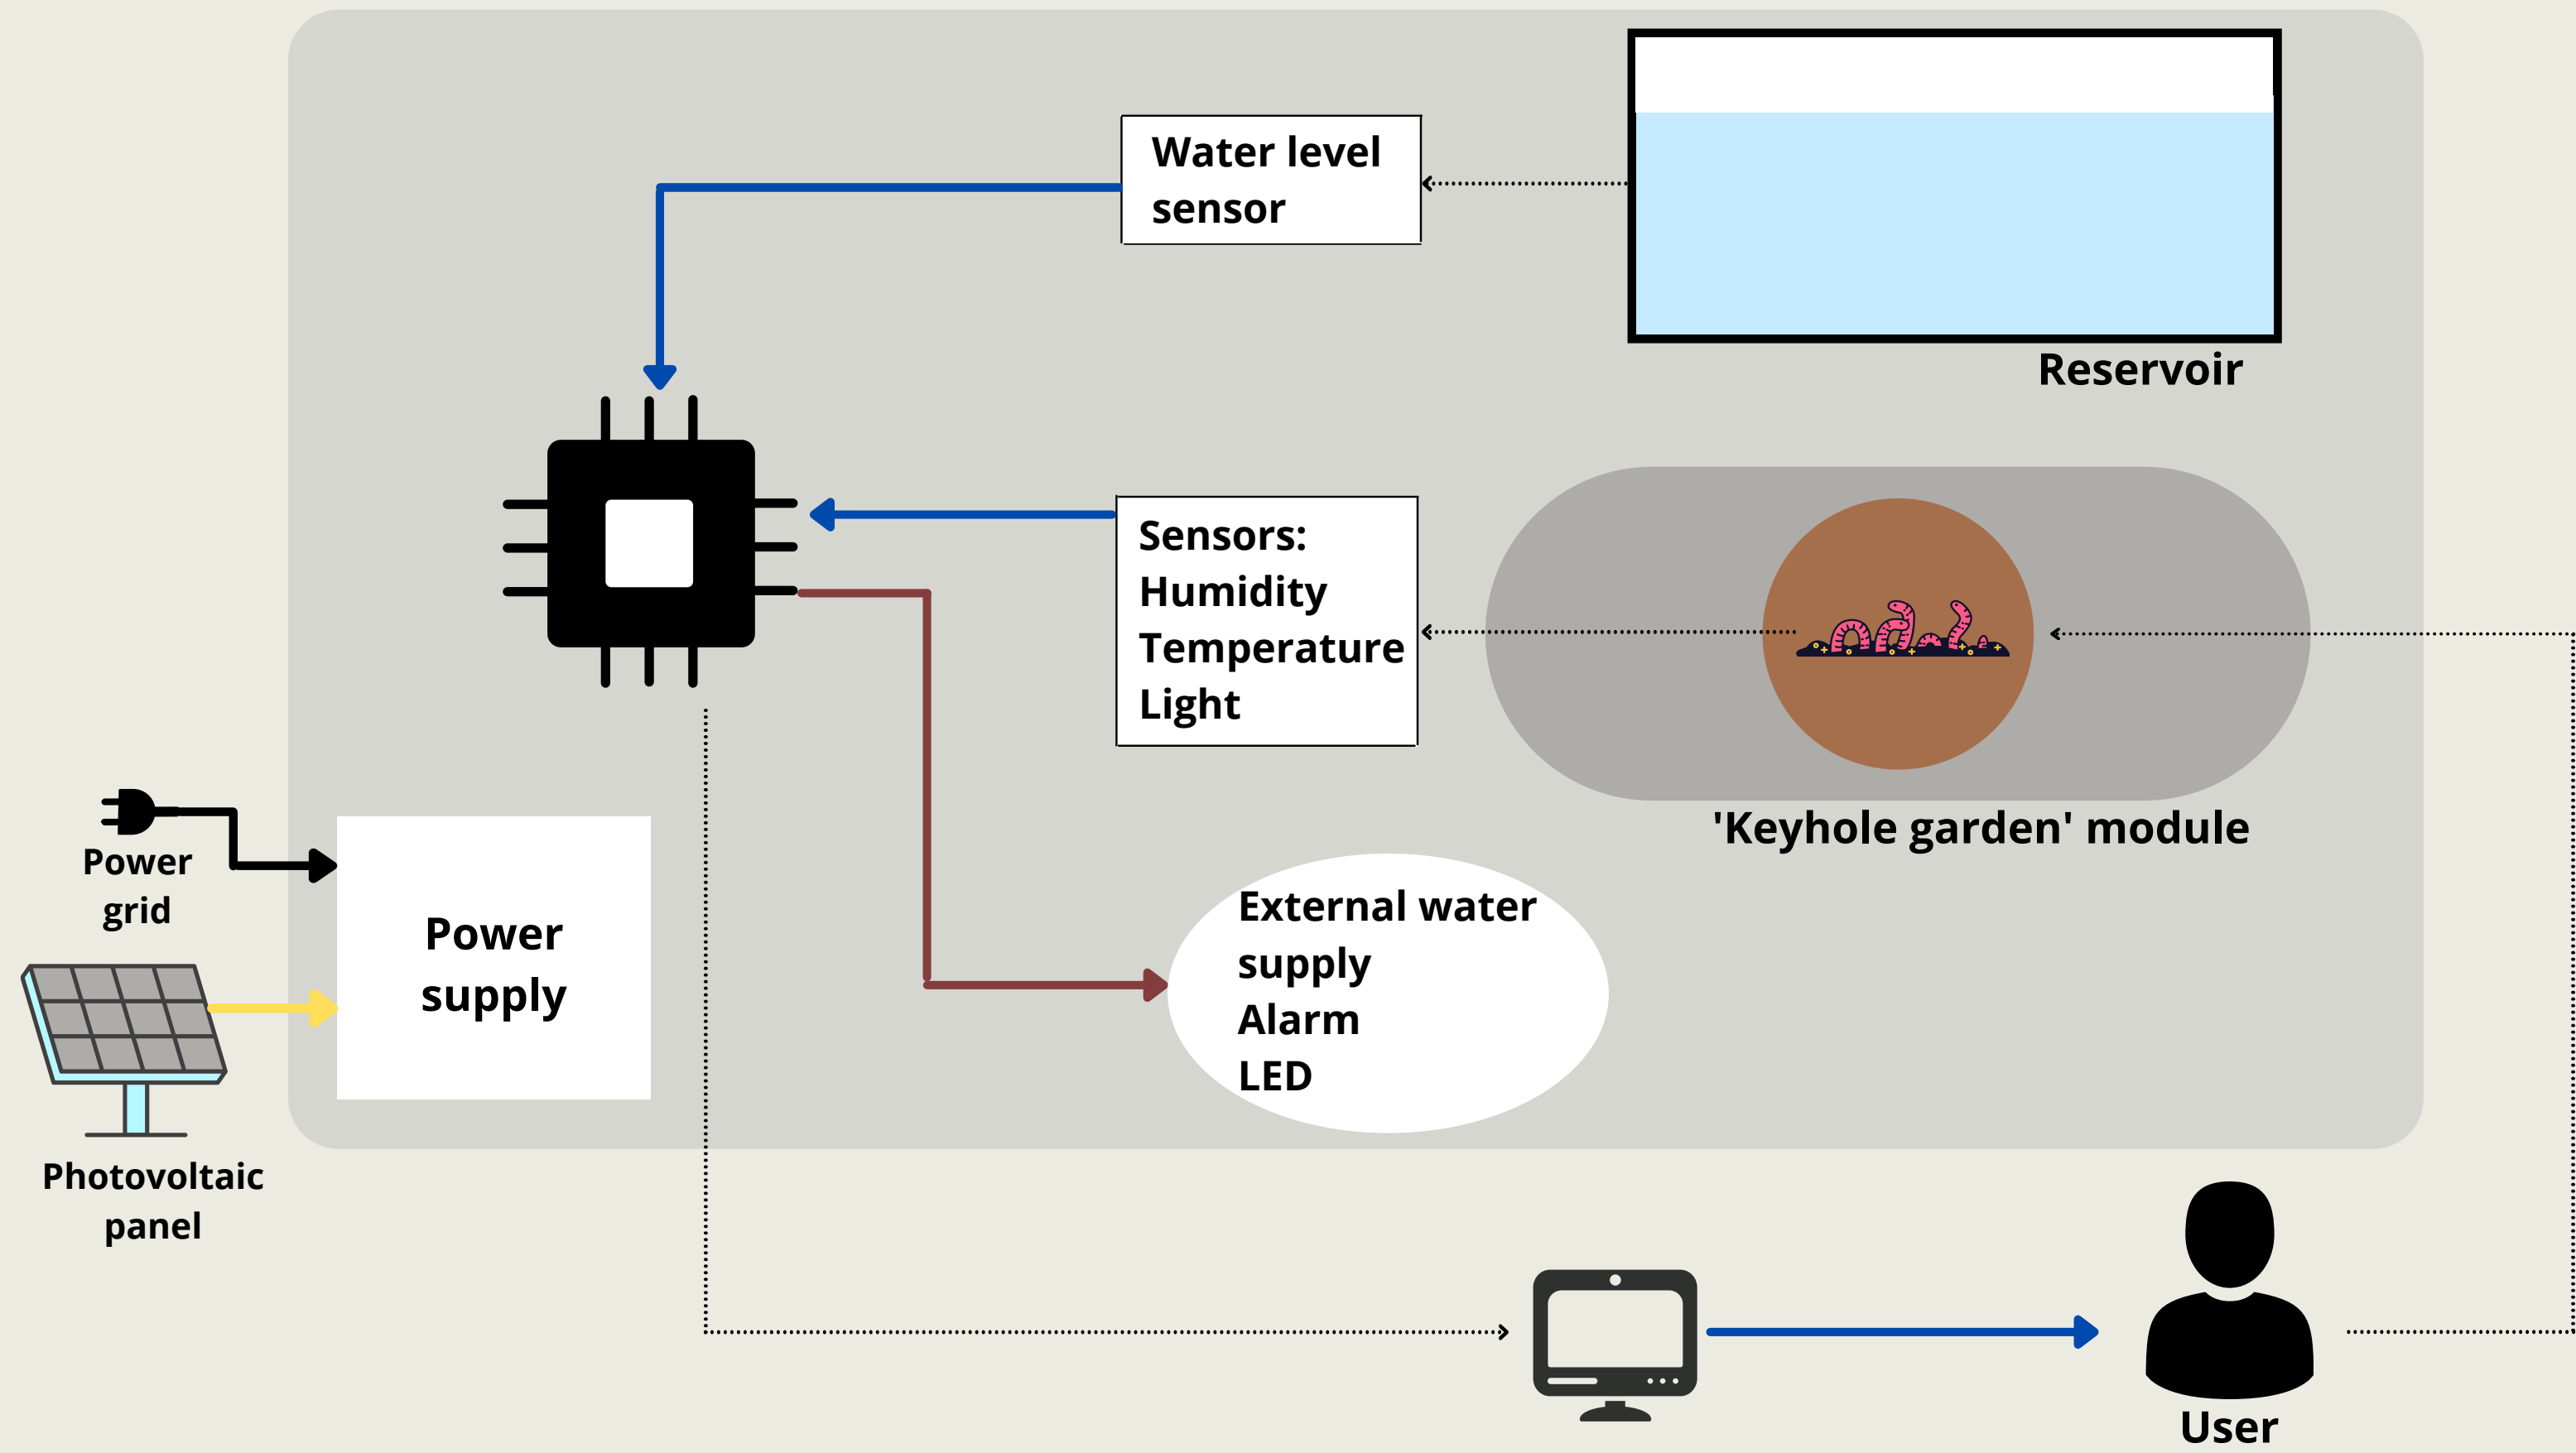 Water level
sensor
Reservoir
Sensors:
Humidity
Temperature
Light
'Keyhole garden' module
Power
grid
Power
supply
External water
supply
Alarm
LED
Photovoltaic
panel
User